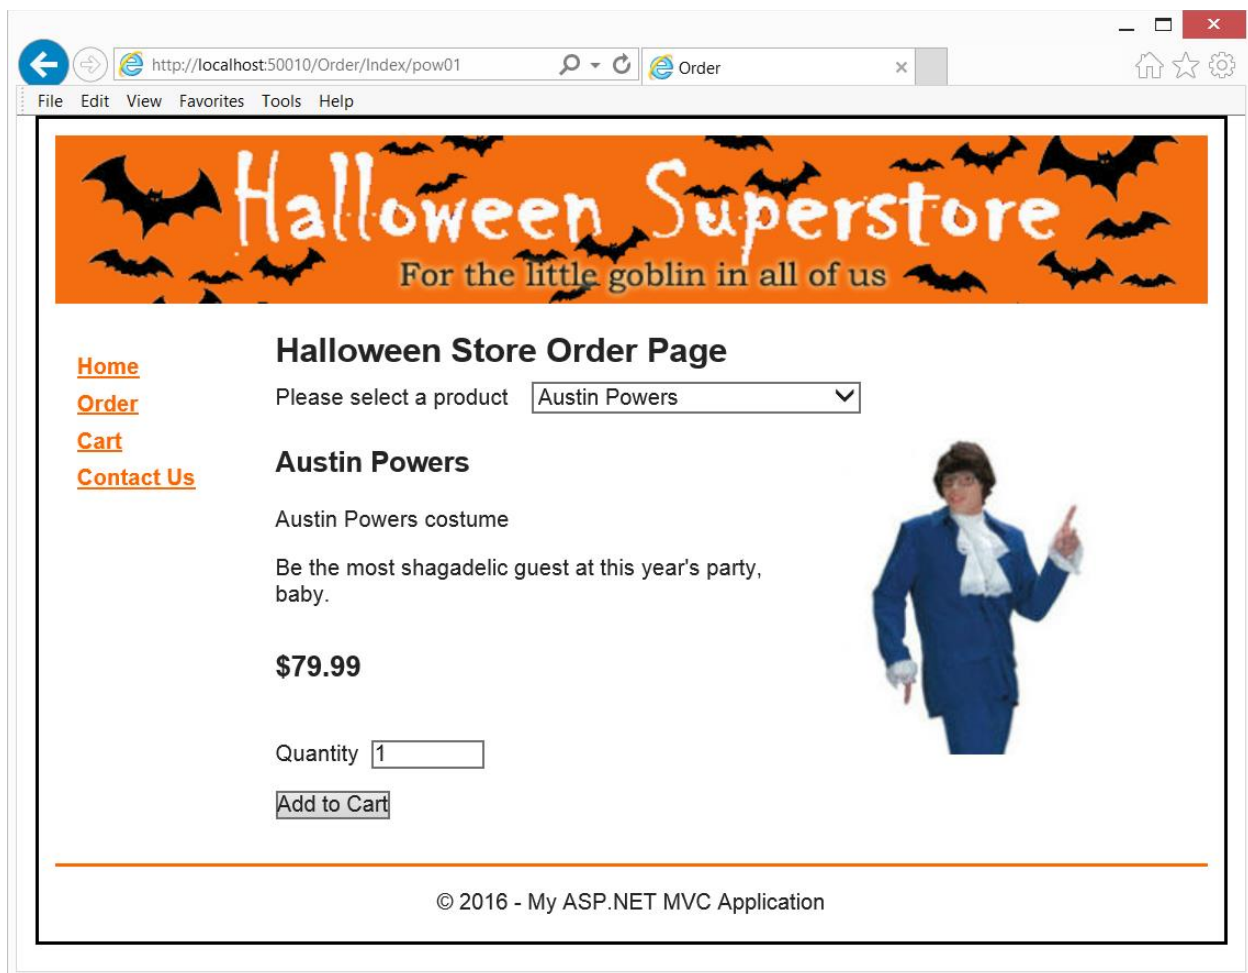 http://localhost:50010/Order/Index/pow01
Order
File Edit View Favorites Tools Help
Halloween Superstore
For the little goblin in all of us
Home
Order
Cart
Contact Us
Halloween Store Order Page
Please select a product Austin Powers
Austin Powers
Austin Powers costume
Be the most shagadelic guest at this year's party,
baby.
$79.99
Quantity 1
Add to Cart
© 2016 - My ASP.NET MVC Application